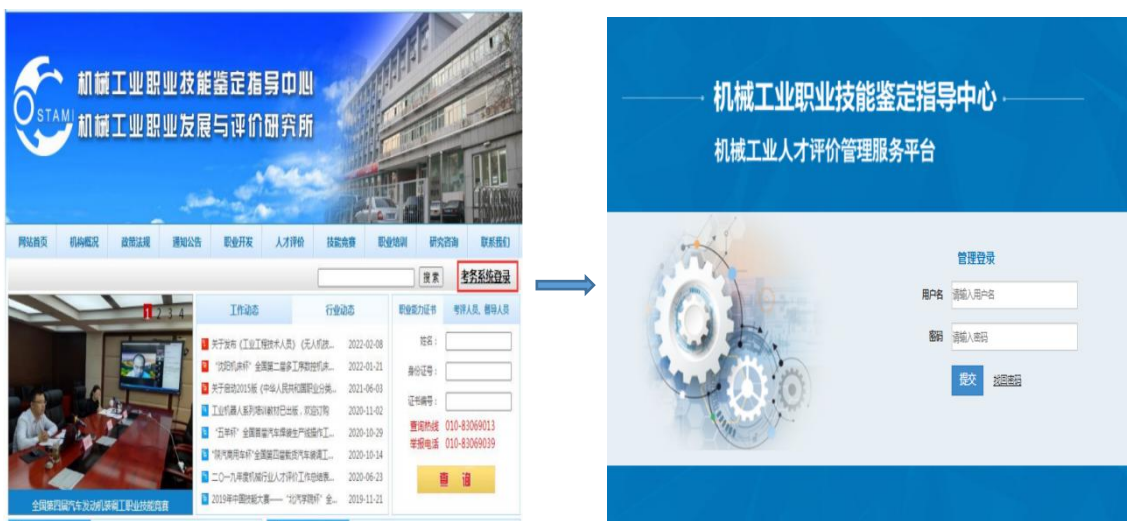 机械工业职业技能鉴定指导中心
OSTAMI
机械工业职业发展与评价研究所
网站首页 机构概况 政策法规 通知公告 职业开发 人才评价 技能竞赛 职业培训 研究咨询 联系我们
搜索 考务系统登录
1 2 3 4
工作动态 行业动态
关于发布《工业工程技术人员》《无人机技... 2022-02-08
“沈阳机床杯”全国第二届多工序数控机床... 2022-01-21
关于启动2015版《中华人民共和国职业分类... 2021-06-03
工业机器人系列培训教材已出版，欢迎订购 2020-11-02
“五羊杯”全国首届汽车焊装生产线操作工... 2020-10-29
“陕汽商用车杯”全国第四届载货汽车装调工... 2020-10-14
二〇一九年度机械行业人才评价工作总结表... 2020-06-23
2019年中国技能大赛——“北汽学院杯” 全... 2019-11-21
职业能力证书 考评人员、督导人员
姓名：
身份证号：
证书编号：
查询热线 010-83069013
举报电话 010-83069039
查 询
全国第四届汽车发动机装调工职业技能竞赛
机械工业职业技能鉴定指导中心
机械工业人才评价管理服务平台
管理登录
用户名 请输入用户名
密码 请输入密码
提交 找回密码